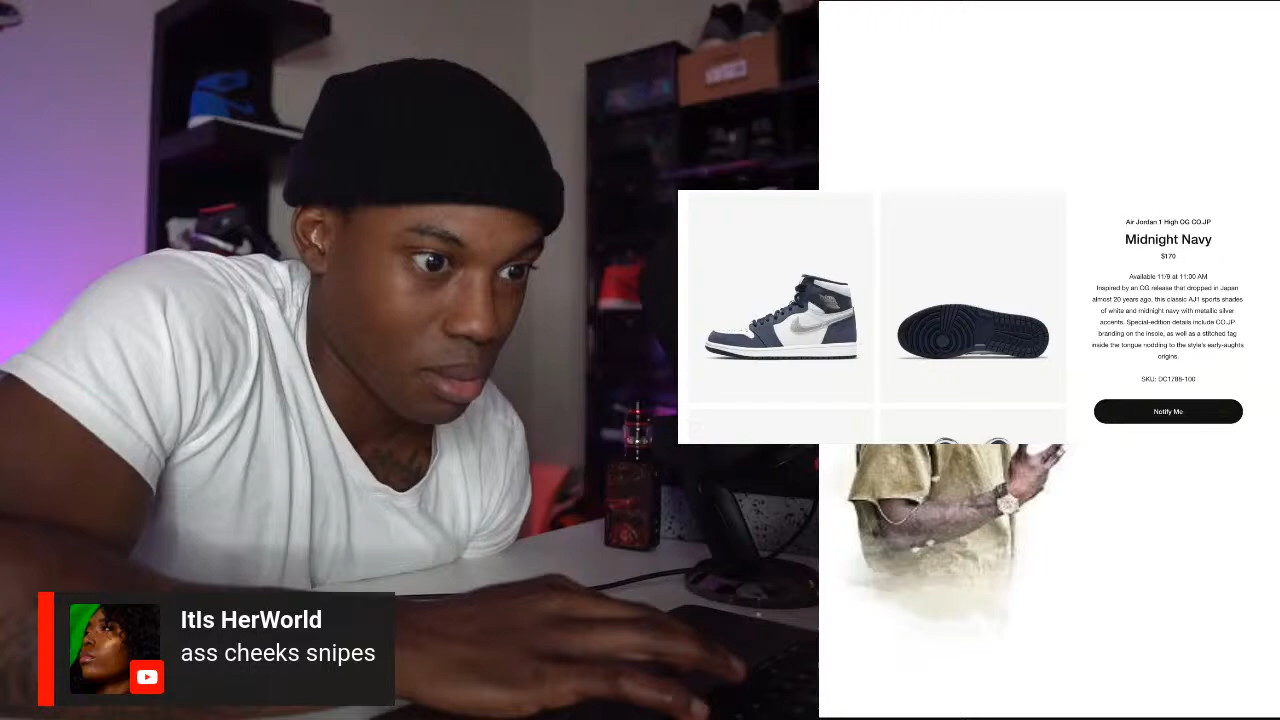 Air Jordan 1 High OG CO.JP
Midnight Navy
$170
Available 11/9 at 11:00 AM
Inspired by an OG release that dropped in Japan
almost 20 years ago, this classic AJ1 sports shades
of white and midnight navy with metallic silver
accents. Special-edition details include CO.JP
branding on the insole, as well as a stitched tag
inside the tongue nodding to the style's early-aughts
origins.
SKU: DC1788-100
Notify Me
ItIs HerWorld
ass cheeks snipes